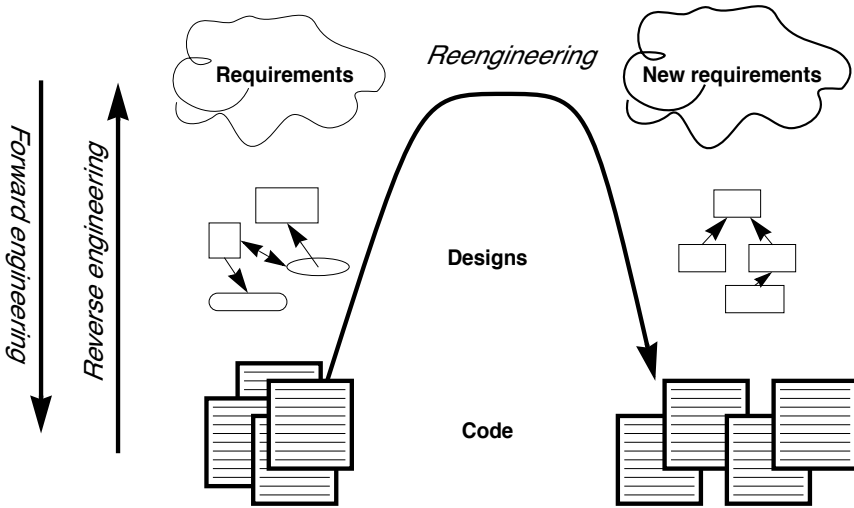 Requirements
Reengineering
New requirements
Forward engineering
Reverse engineering
Designs
Code